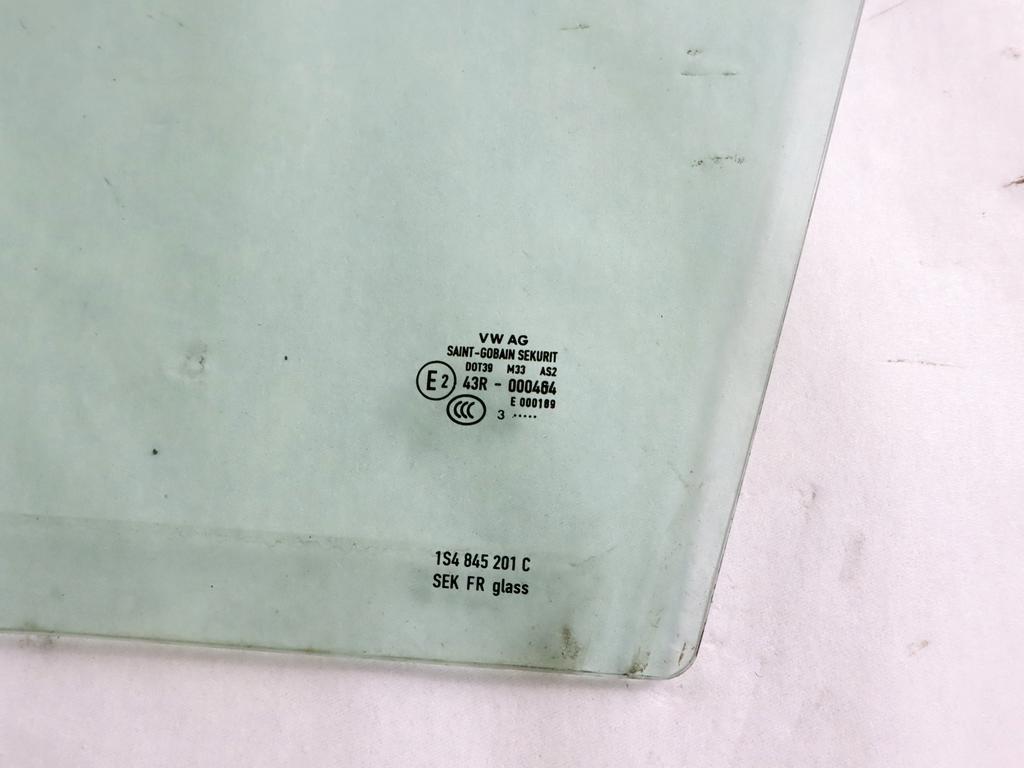 VW AG
SAINT-GOBAIN SEKURIT
DOT39 M33 AS2
E2 43R - 000464
E 000189
CCC 3 .....
1S4 845 201 C
SEK FR glass